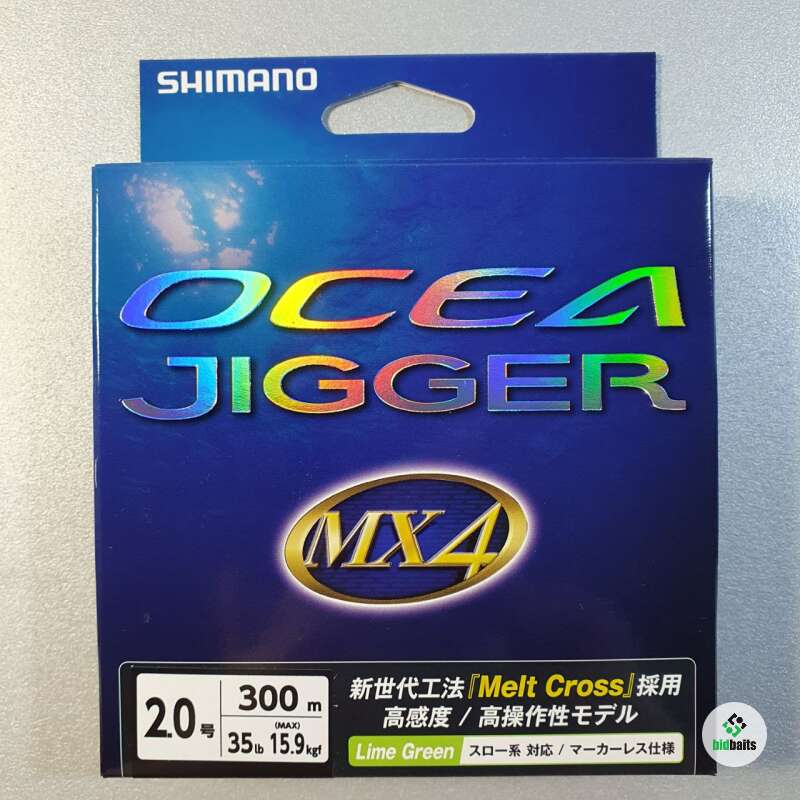 SHIMANO
OCEA
JIGGER
MX4
2.0号
300m
(MAX)
35lb 15.9kgf
新世代工法『Melt Cross』採用
高感度 / 高操作性モデル
Lime Green スロー系 対応 / マーカーレス仕様
bidbaits